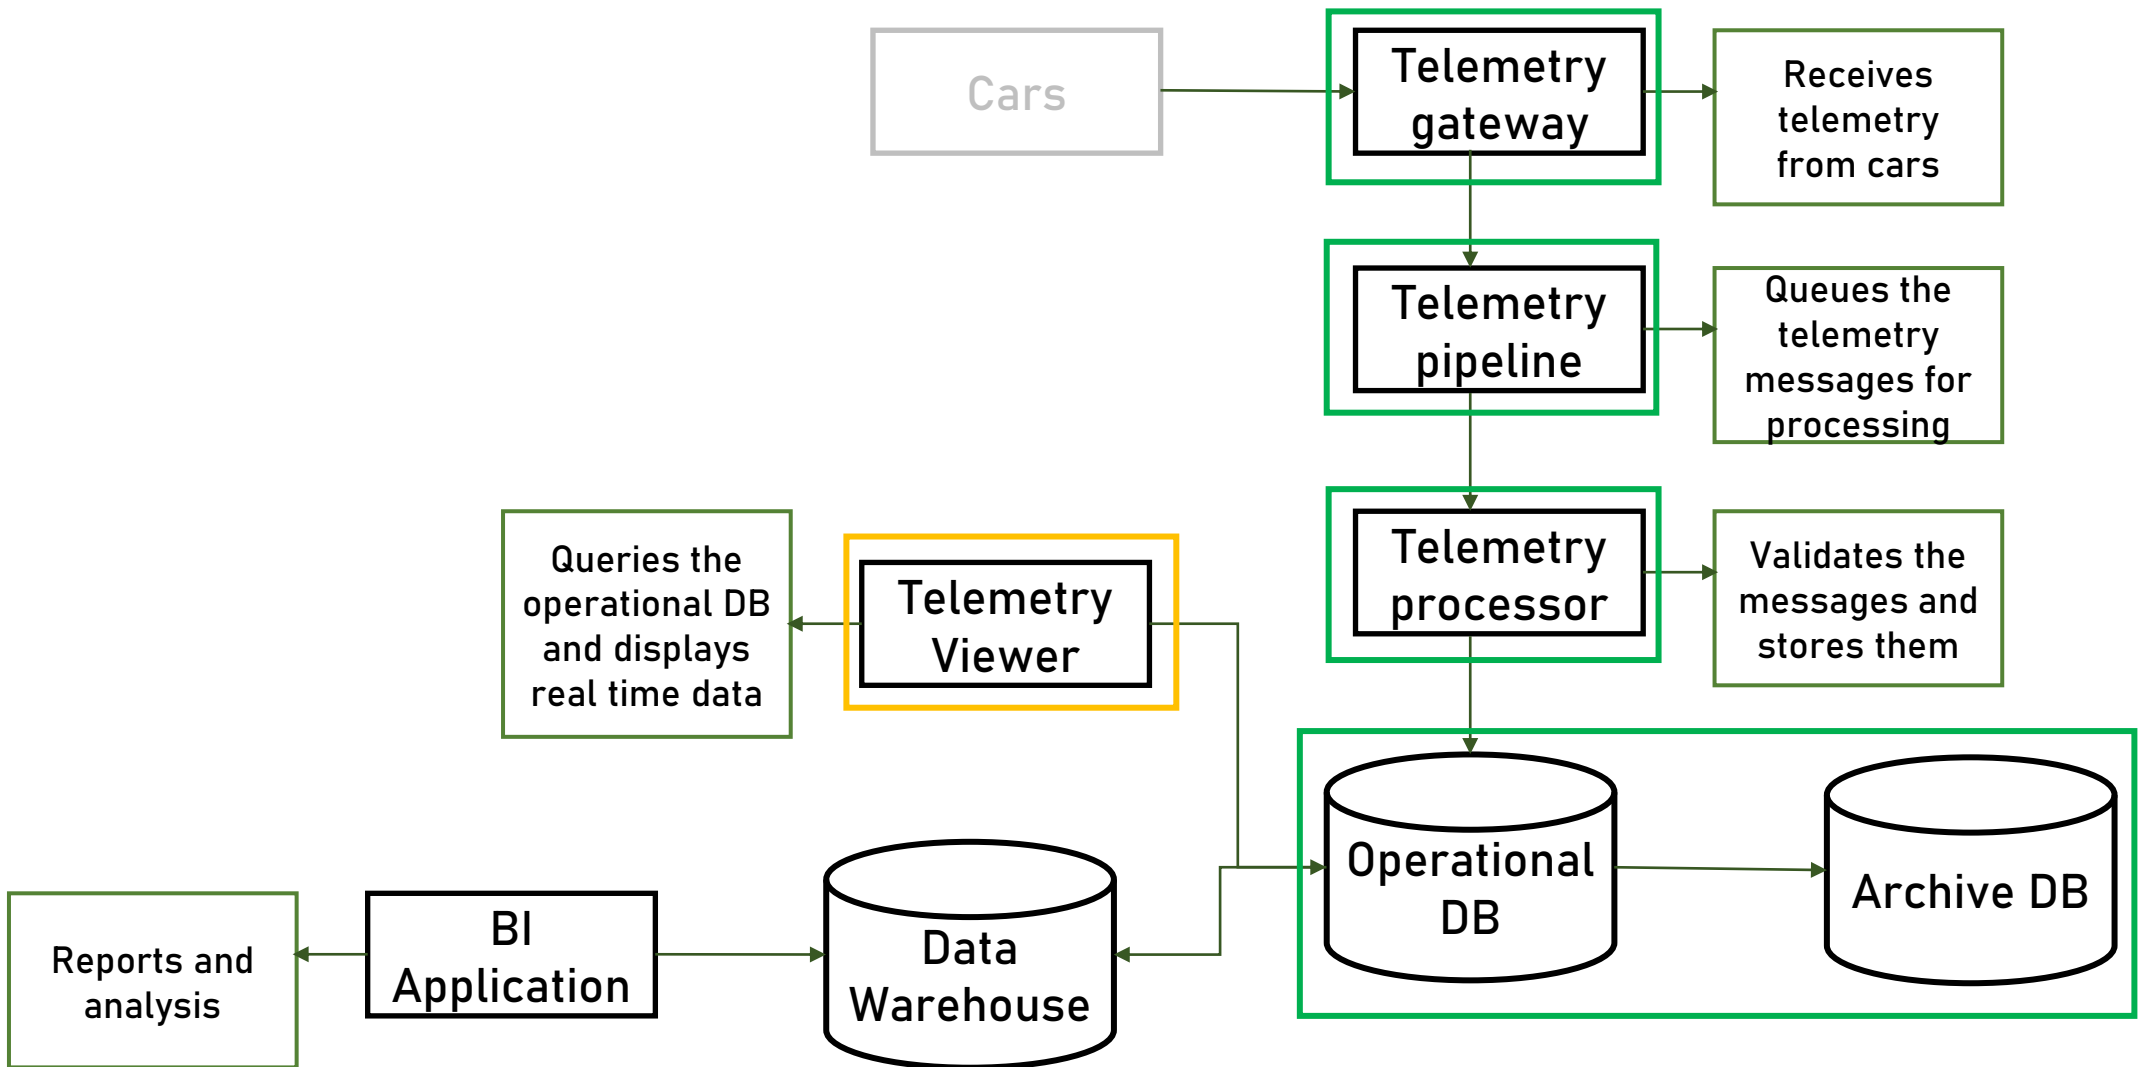 Cars
Telemetry
gateway
Receives
telemetry
from cars
Telemetry
pipeline
Queues the
telemetry
messages for
processing
Queries the
operational DB
and displays
real time data
Telemetry
Viewer
Telemetry
processor
Validates the
messages and
stores them
Reports and
analysis
BI
Application
Data
Warehouse
Operational
DB
Archive DB